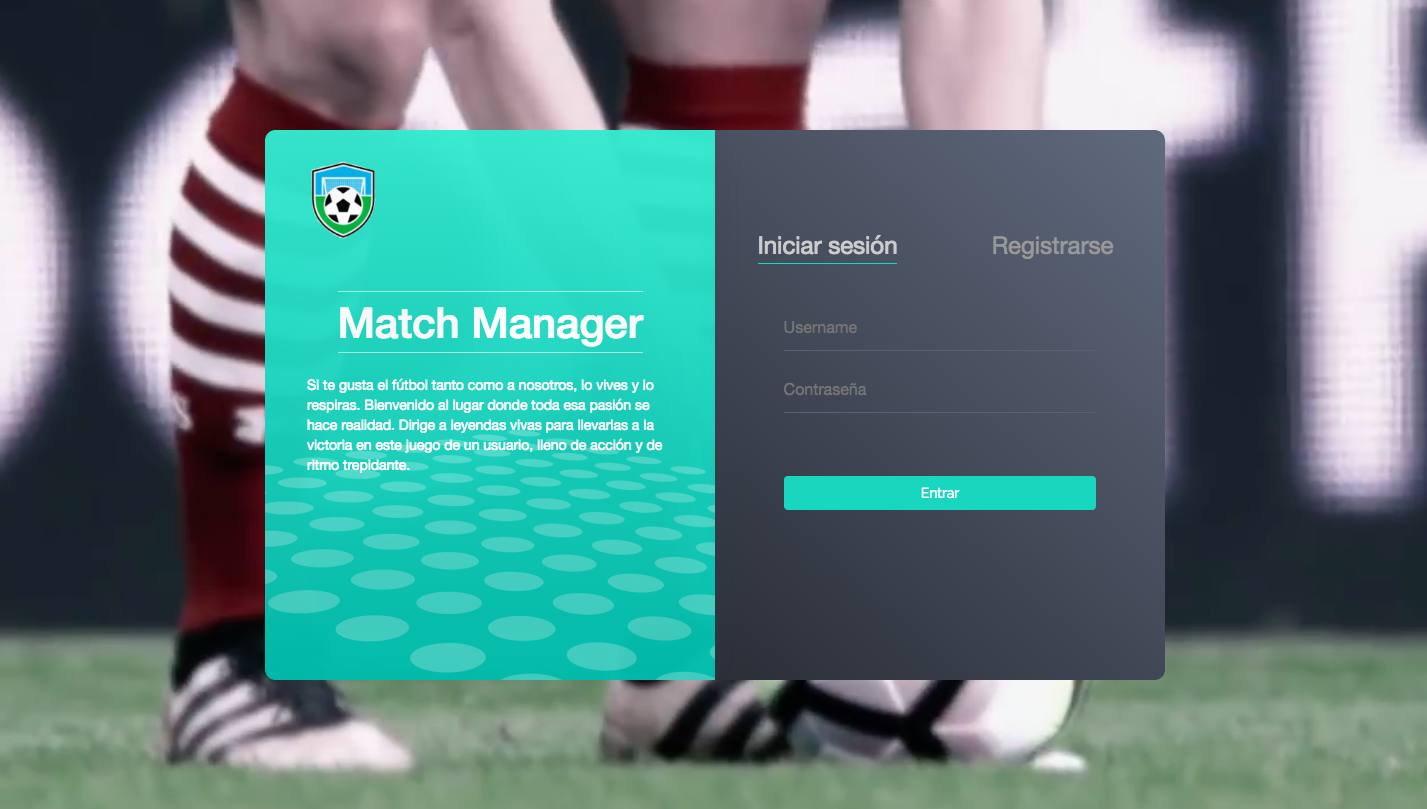 Match Manager
Si te gusta el fútbol tanto como a nosotros, lo vives y lo
respiras. Bienvenido al lugar donde toda esa pasión se
hace realidad. Dirige a leyendas vivas para llevarlas a la
victoria en este juego de un usuario, lleno de acción y de
ritmo trepidante.
Iniciar sesión
Registrarse
Username
Contraseña
Entrar